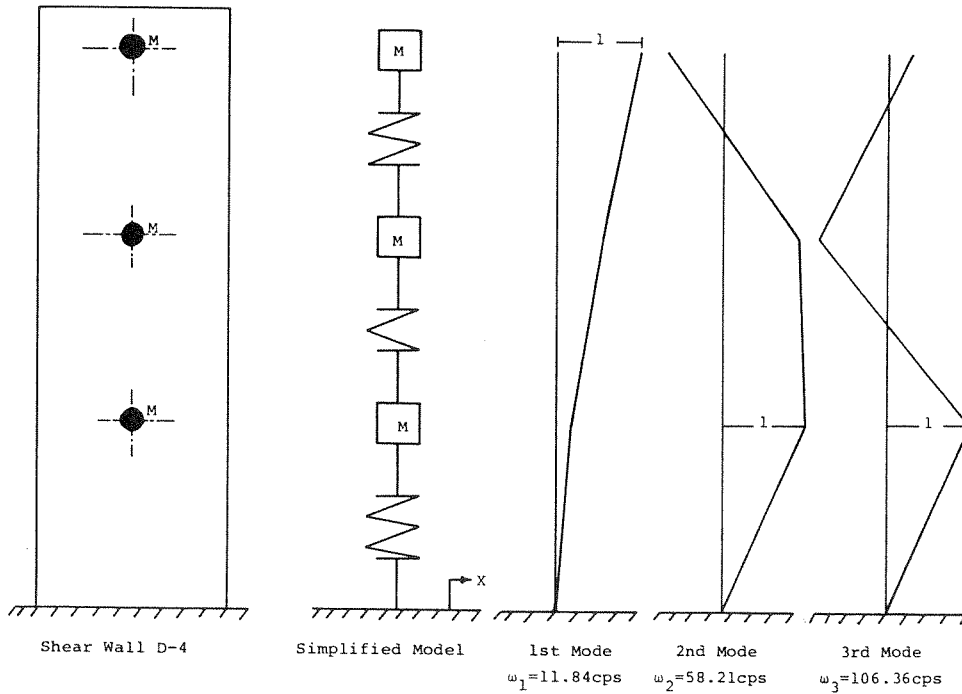 M
M
M
M
M
M
X
1
1
1
Shear Wall D-4
Simplified Model
1st Mode
ω₁=11.84cps
2nd Mode
ω₂=58.21cps
3rd Mode
ω₃=106.36cps